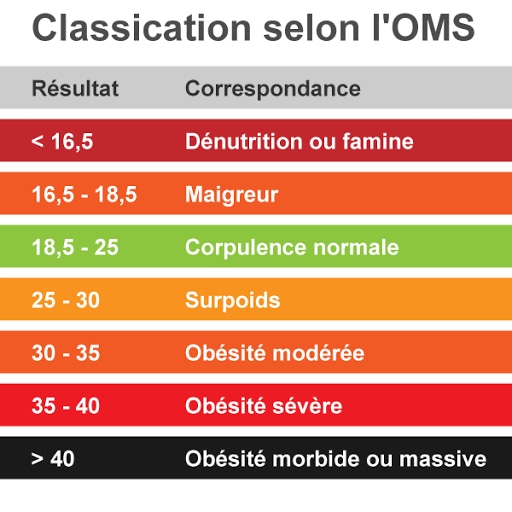 Classication selon l'OMS
Résultat Correspondance
< 16,5 Dénutrition ou famine
16,5 - 18,5 Maigreur
18,5 - 25 Corpulence normale
25 - 30 Surpoids
30 - 35 Obésité modérée
35 - 40 Obésité sévère
> 40 Obésité morbide ou massive